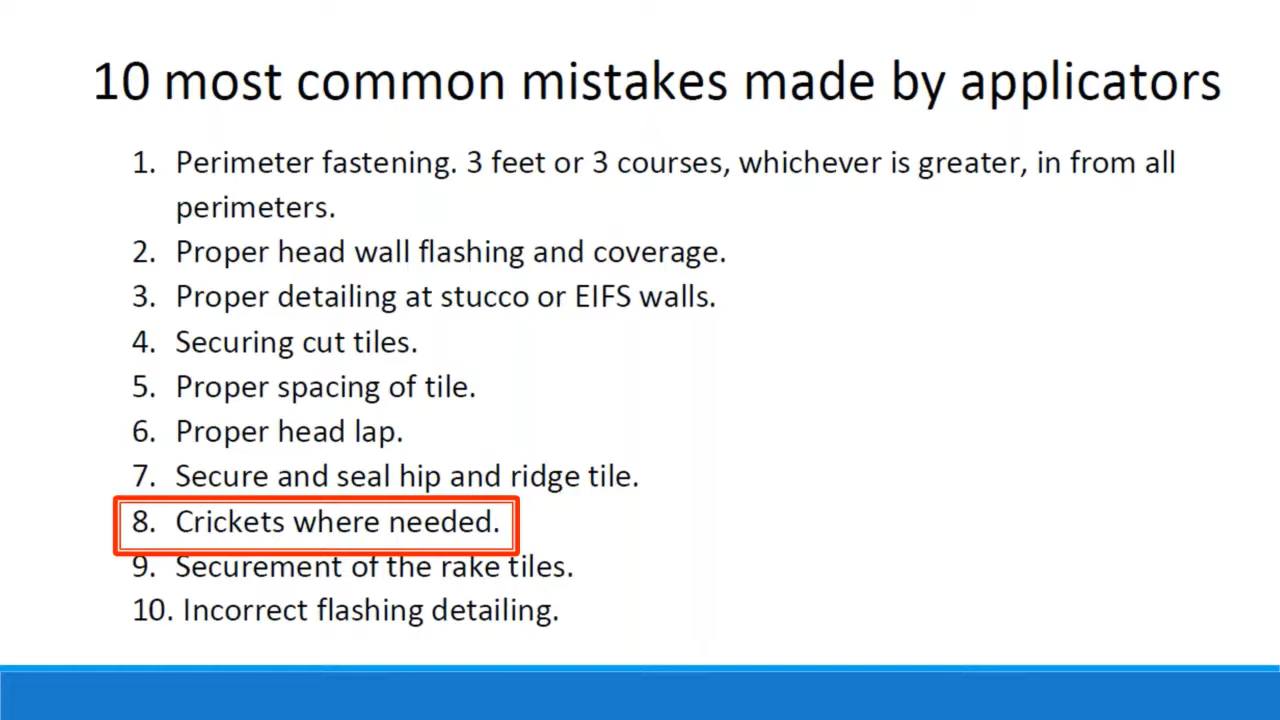 10 most common mistakes made by applicators
1. Perimeter fastening. 3 feet or 3 courses, whichever is greater, in from all
perimeters.
2. Proper head wall flashing and coverage.
3. Proper detailing at stucco or EIFS walls.
4. Securing cut tiles.
5. Proper spacing of tile.
6. Proper head lap.
7. Secure and seal hip and ridge tile.
8. Crickets where needed.
9. Securement of the rake tiles.
10. Incorrect flashing detailing.